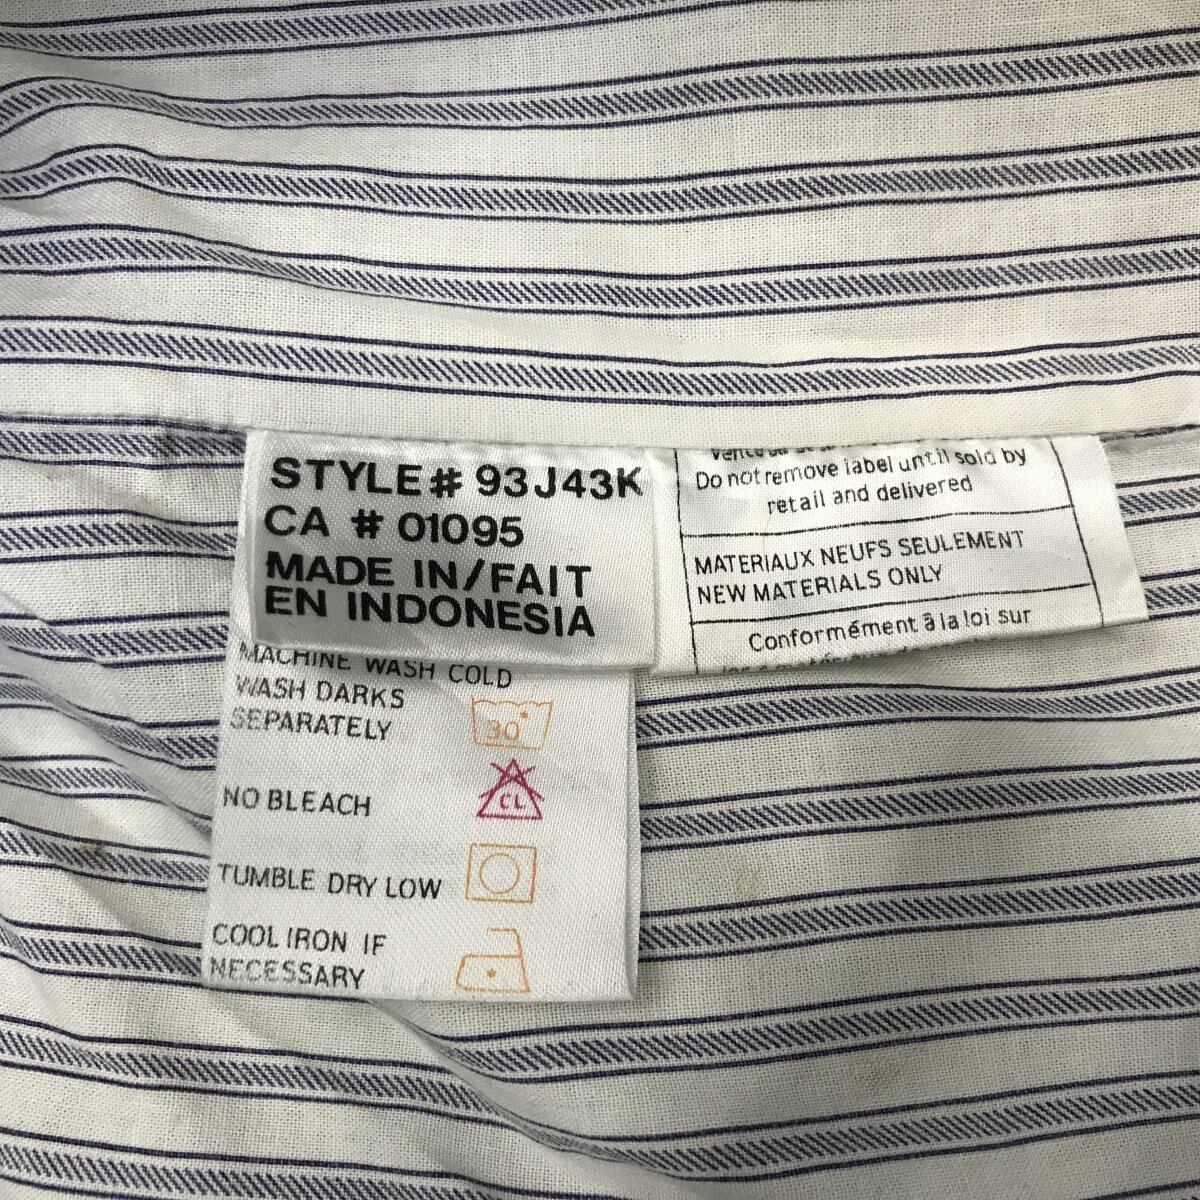 STYLE# 93J43K
CA # 01095
MADE IN/FAIT
EN INDONESIA
Do not remove label until sold by
retail and delivered
MATERIAUX NEUFS SEULEMENT
NEW MATERIALS ONLY
Conformément à la loi sur
MACHINE WASH COLD
WASH DARKS
SEPARATELY
30°
NO BLEACH
CL
TUMBLE DRY LOW
COOL IRON IF
NECESSARY